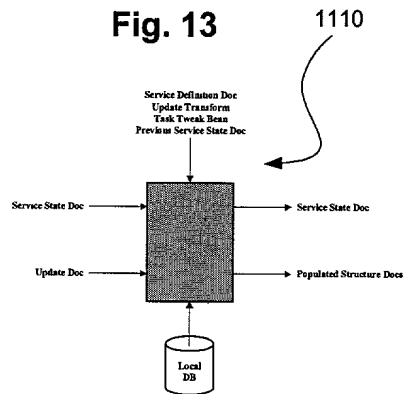 Fig. 13
1110
Service Definition Doc
Update Transform
Task Tweak Bean
Previous Service State Doc
Service State Doc
Service State Doc
Update Doc
Populated Structure Docs
Local
DB